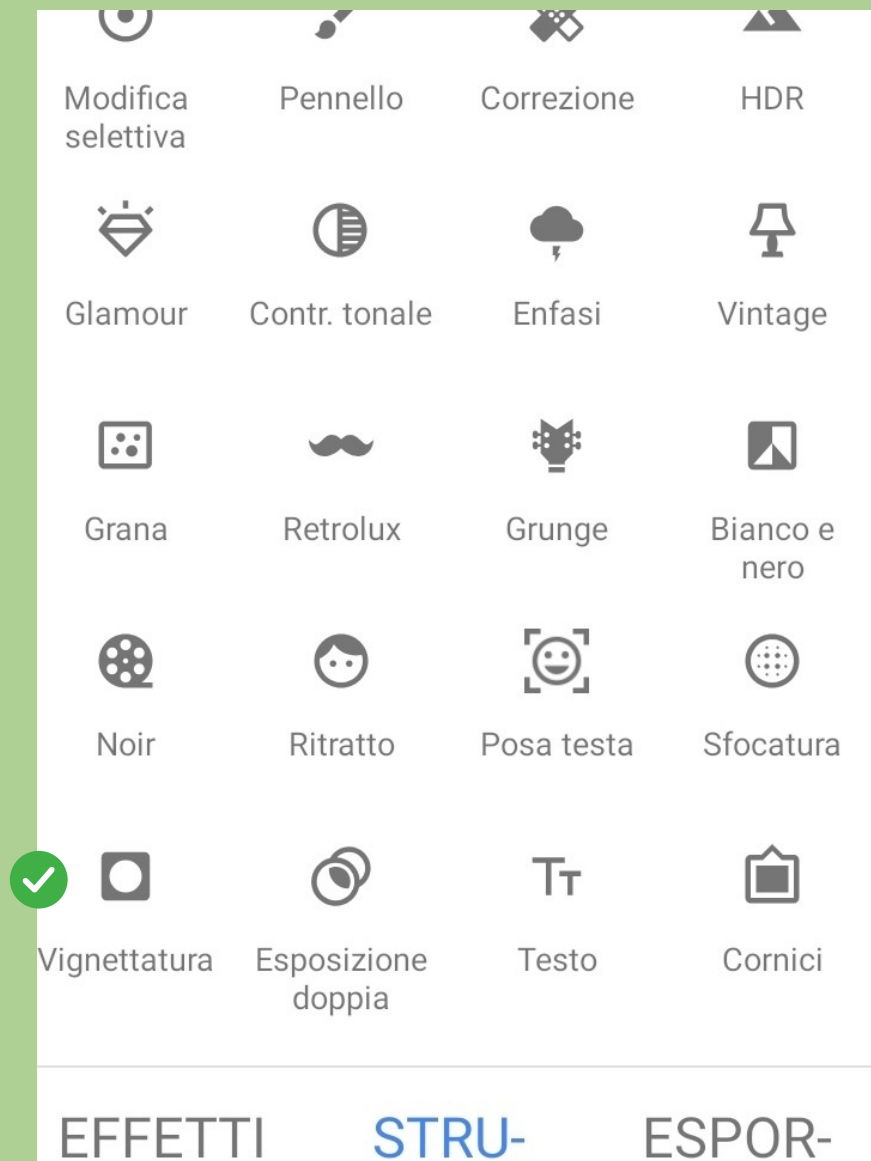 Modifica Pennello Correzione HDR
selettiva
Glamour Contr. tonale Enfasi Vintage
Grana Retrolux Grunge Bianco e
nero
Noir Ritratto Posa testa Sfocatura
Vignettatura Esposizione Testo Cornici
doppia
EFFETTI STRU- ESPOR-